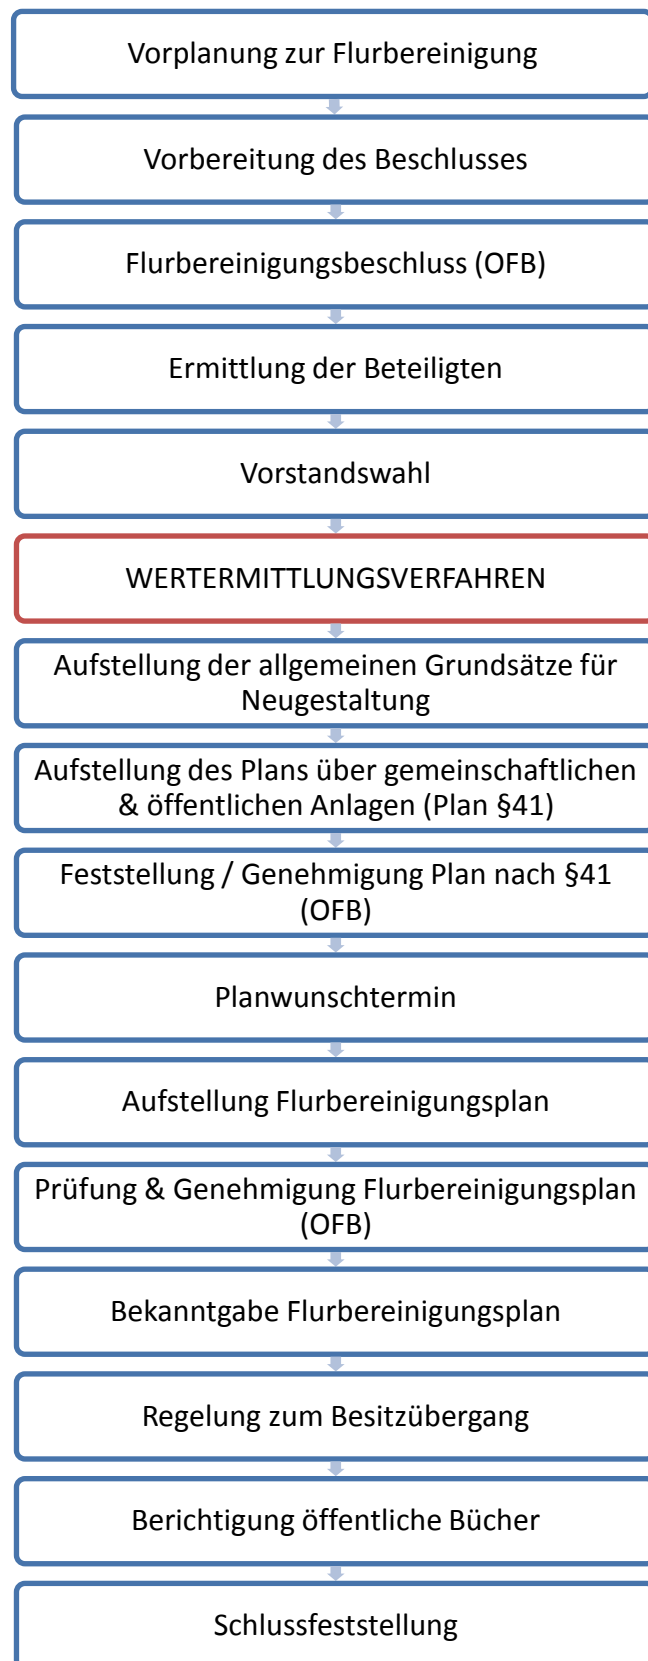 Vorplanung zur Flurbereinigung
Vorbereitung des Beschlusses
Flurbereinigungsbeschluss (OFB)
Ermittlung der Beteiligten
Vorstandswahl
WERTERMITTLUNGSVERFAHREN
Aufstellung der allgemeinen Grundsätze für
Neugestaltung
Aufstellung des Plans über gemeinschaftlichen
& öffentlichen Anlagen (Plan §41)
Feststellung / Genehmigung Plan nach §41
(OFB)
Planwunschtermin
Aufstellung Flurbereinigungsplan
Prüfung & Genehmigung Flurbereinigungsplan
(OFB)
Bekanntgabe Flurbereinigungsplan
Regelung zum Besitzübergang
Berichtigung öffentliche Bücher
Schlussfeststellung